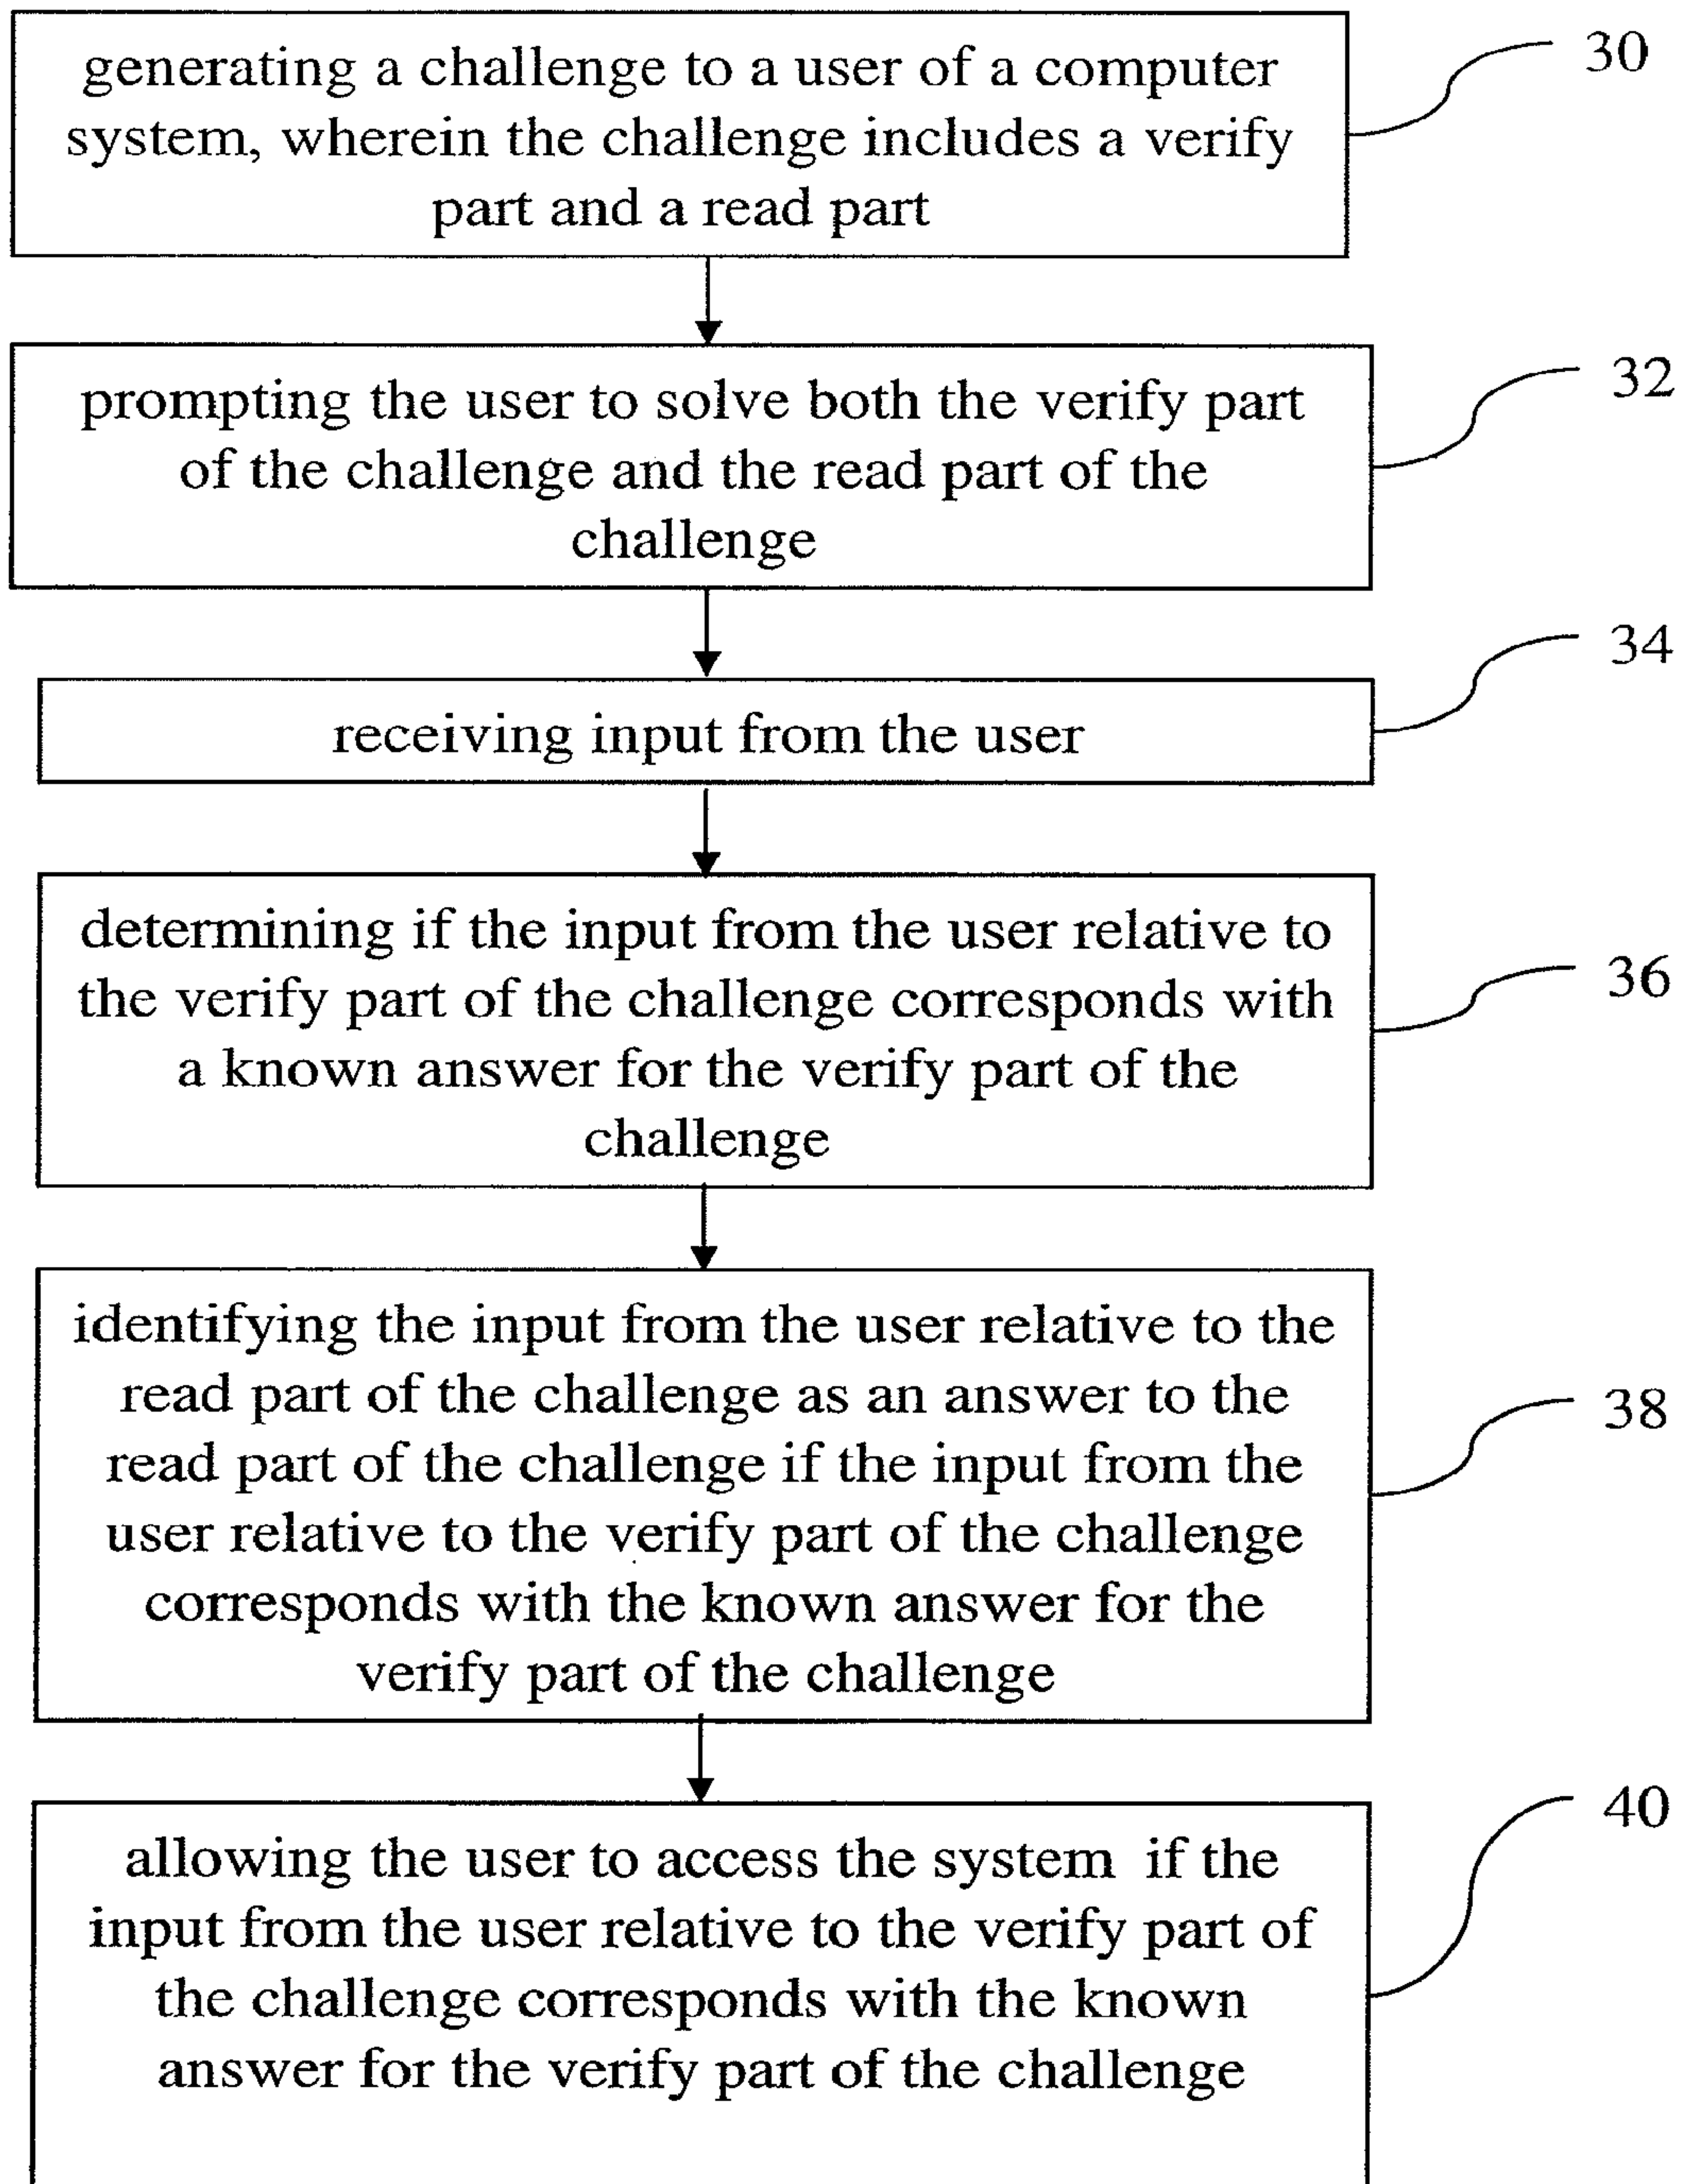 generating a challenge to a user of a computer
system, wherein the challenge includes a verify
part and a read part
30
prompting the user to solve both the verify part
of the challenge and the read part of the
challenge
32
receiving input from the user
34
determining if the input from the user relative to
the verify part of the challenge corresponds with
a known answer for the verify part of the
challenge
36
identifying the input from the user relative to the
read part of the challenge as an answer to the
read part of the challenge if the input from the
user relative to the verify part of the challenge
corresponds with the known answer for the
verify part of the challenge
38
allowing the user to access the system if the
input from the user relative to the verify part of
the challenge corresponds with the known
answer for the verify part of the challenge
40